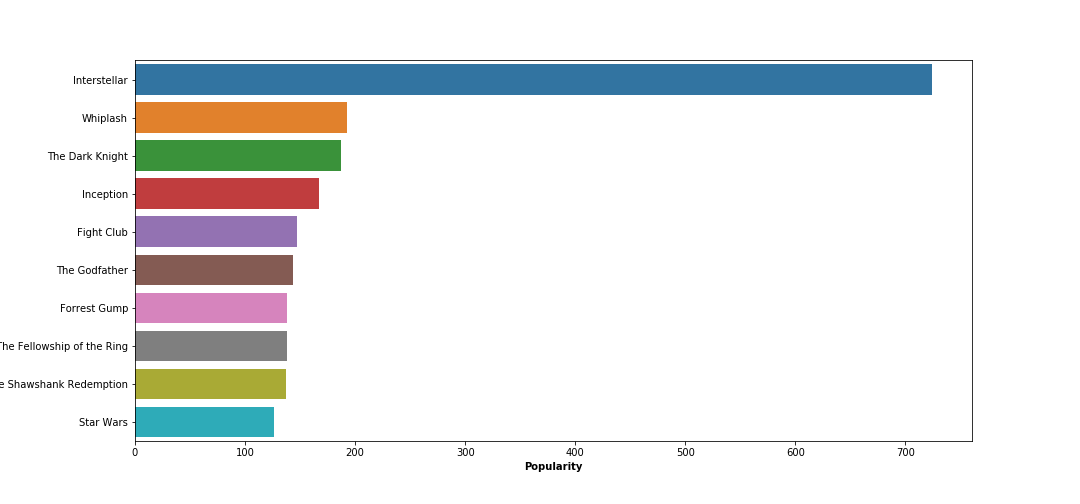 Interstellar
Whiplash
The Dark Knight
Inception
Fight Club
The Godfather
Forrest Gump
The Fellowship of the Ring
Shawshank Redemption
Star Wars
0 100 200 300 400 500 600 700
Popularity